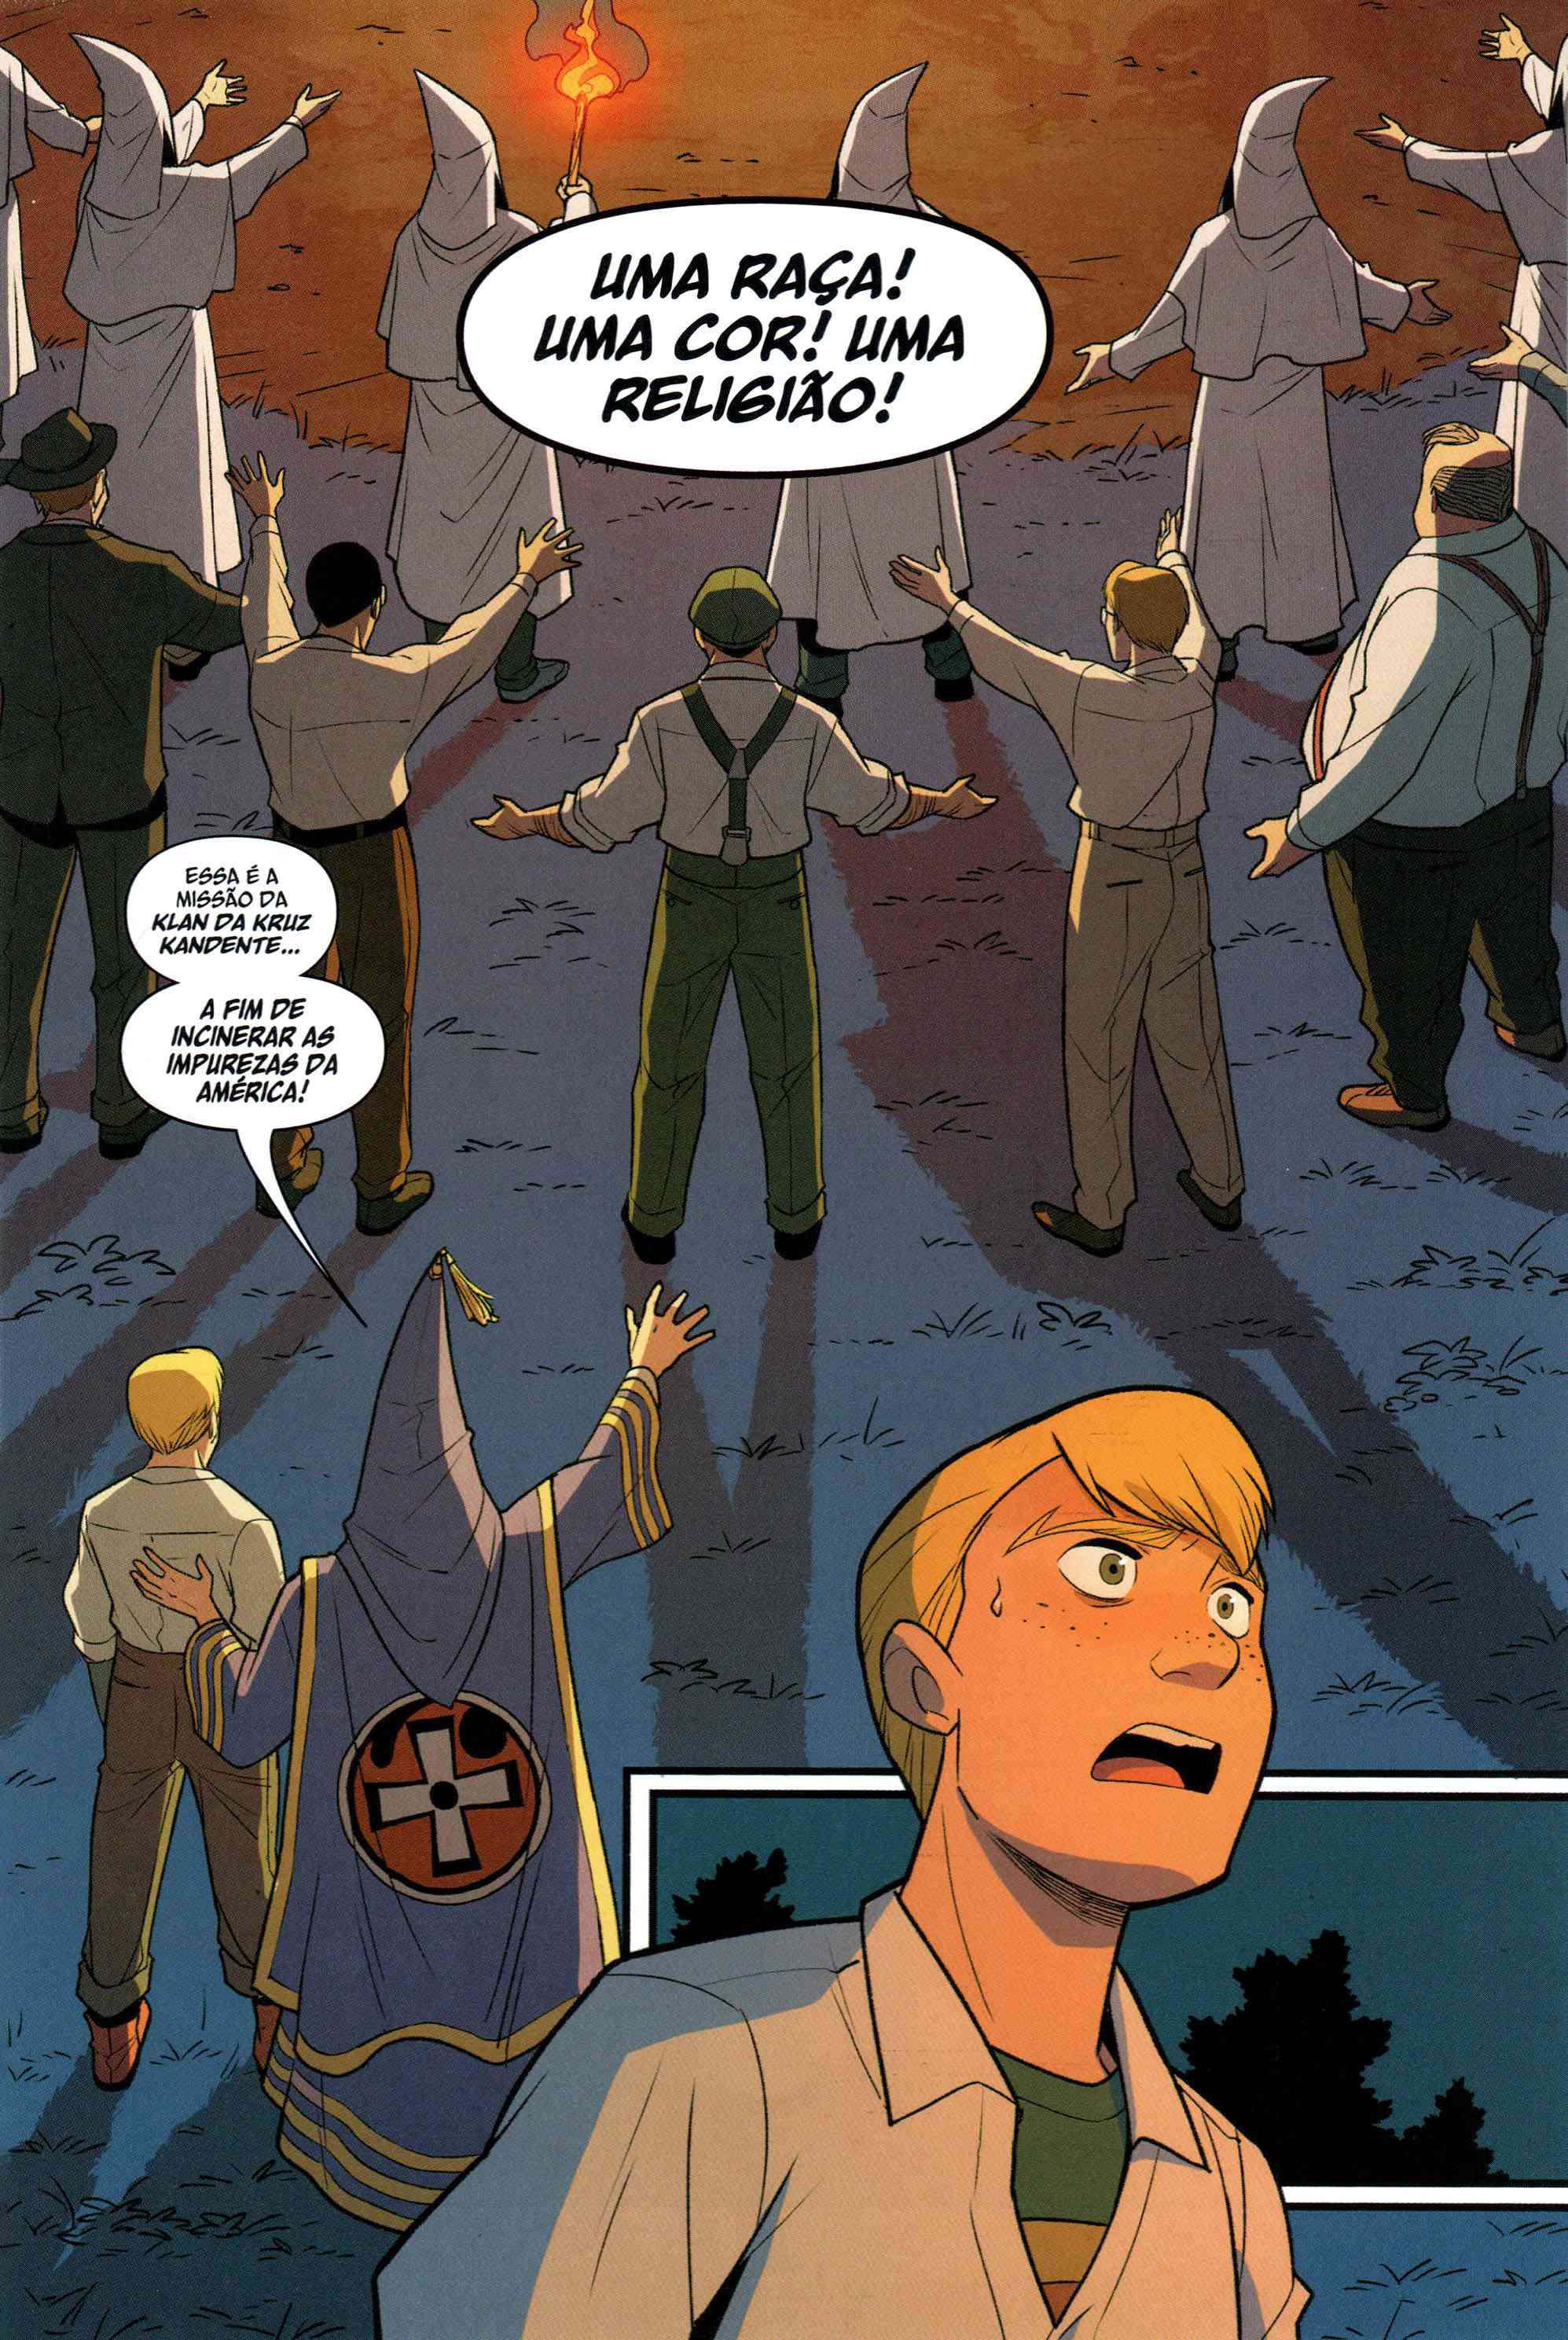 UMA RAÇA!
UMA COR! UMA
RELIGIÃO!
ESSA É A
MISSÃO DA
KLAN DA KRUZ
KANDENTE...
A FIM DE
INCINERAR AS
IMPUREZAS DA
AMÉRICA!